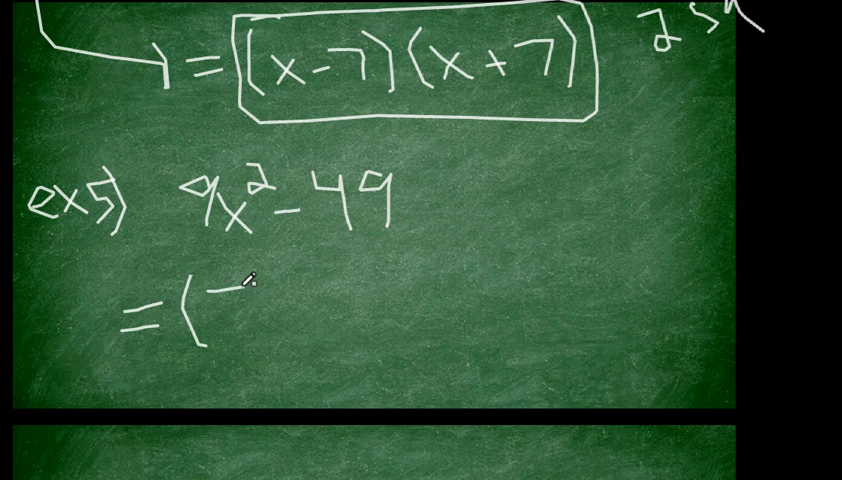 = (x-7)(x+7)
ex5) 9x² - 49
= (